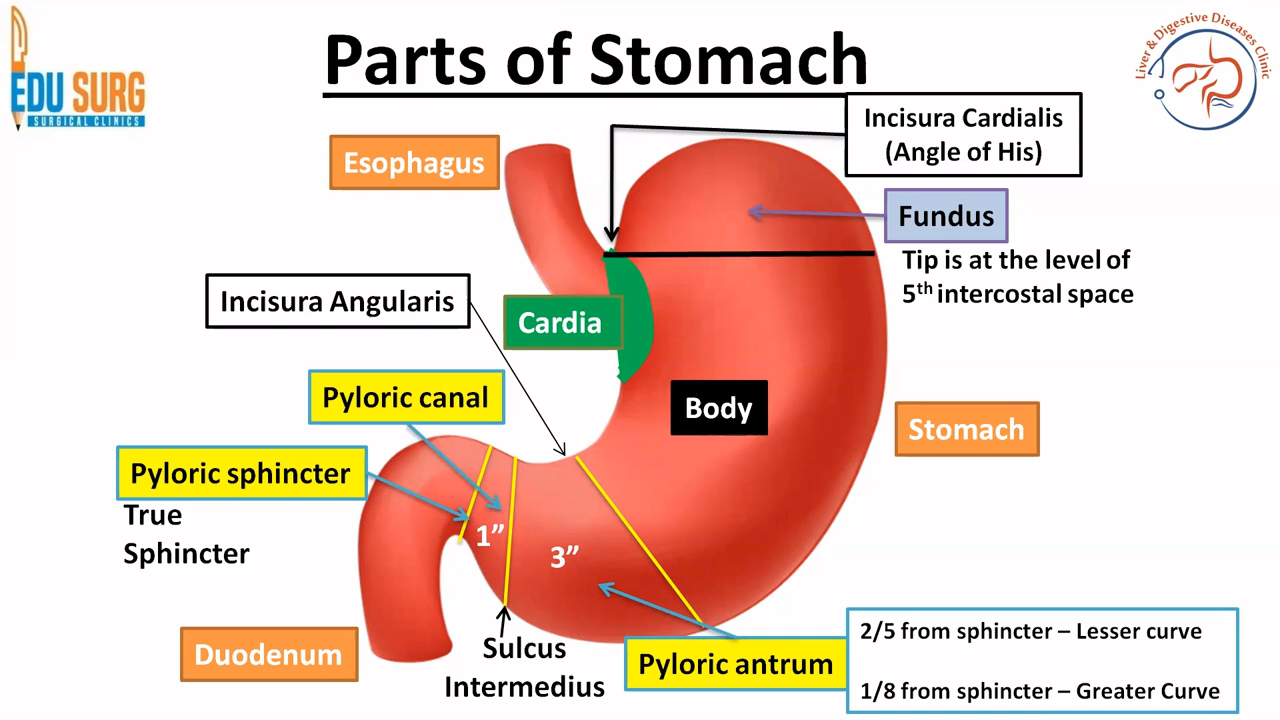 Parts of Stomach
EDU SURG
SURGICAL CLINICS
Liver & Digestive Diseases Clinic
Incisura Cardialis
(Angle of His)
Esophagus
Fundus
Tip is at the level of
5th intercostal space
Incisura Angularis
Cardia
Pyloric canal
Body
Stomach
Pyloric sphincter
True
Sphincter
1”
3”
Duodenum
Sulcus
Intermedius
Pyloric antrum
2/5 from sphincter – Lesser curve
1/8 from sphincter – Greater Curve